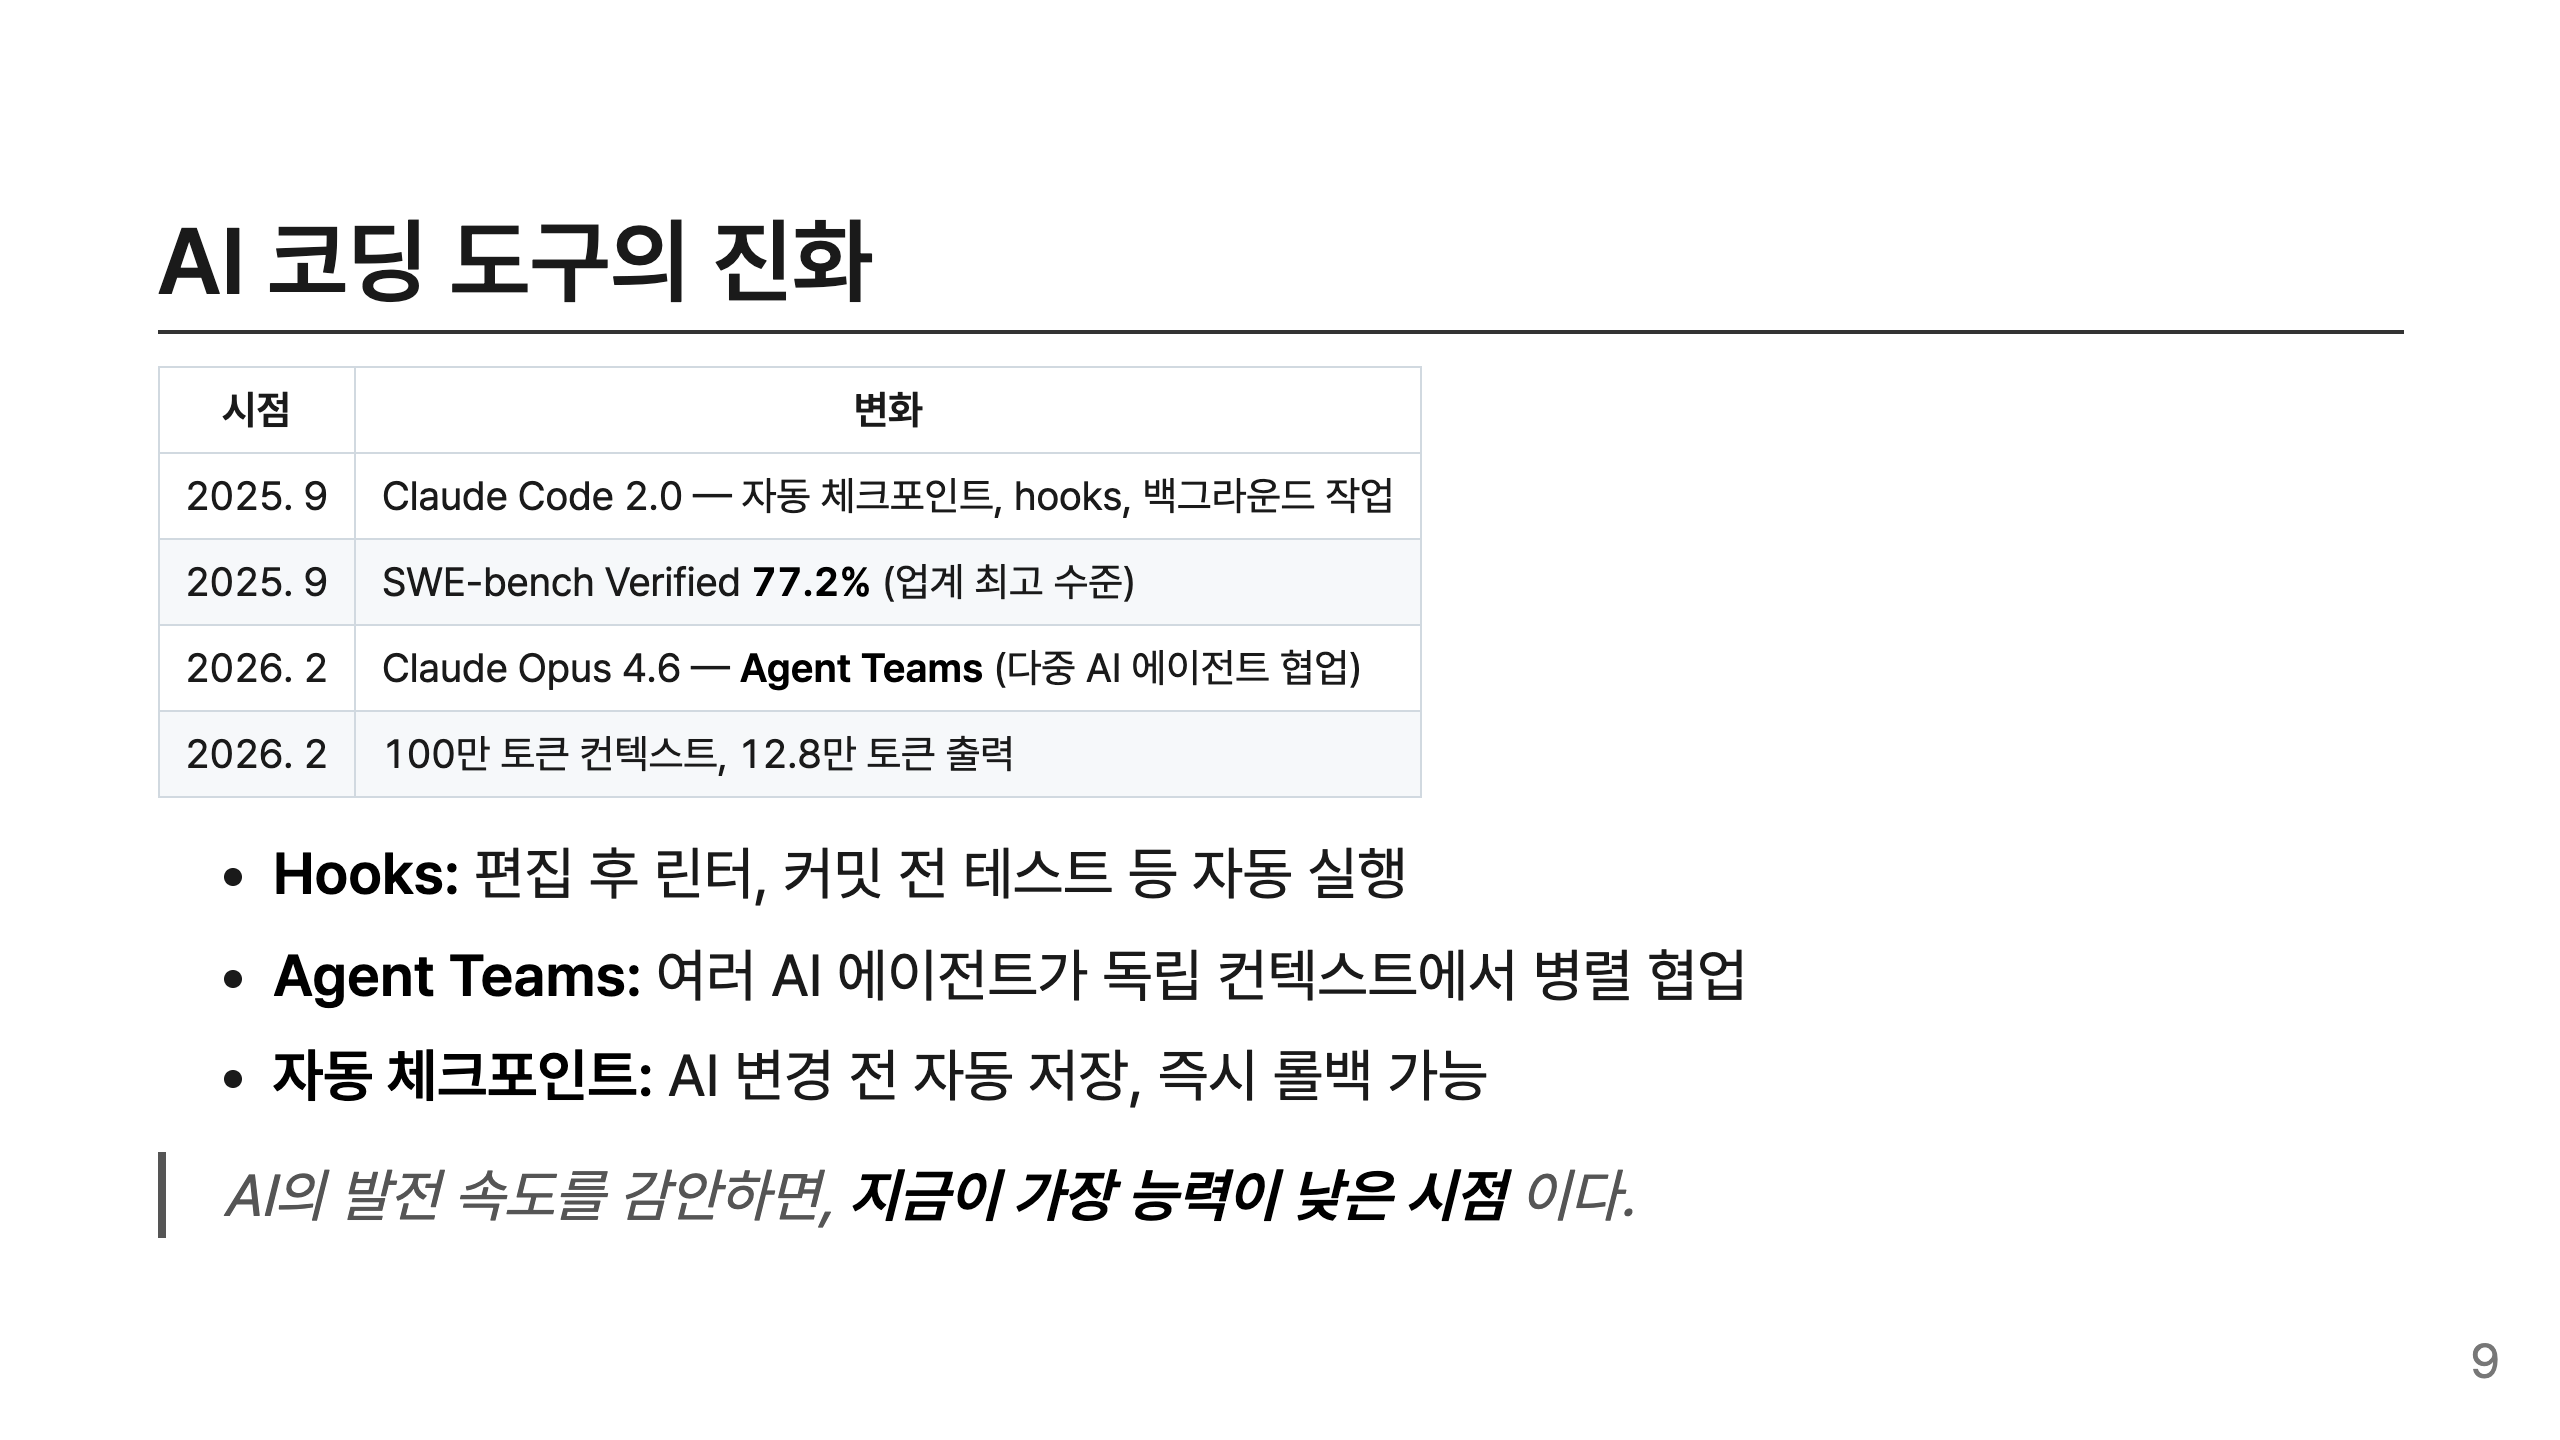 AI 코딩 도구의 진화
시점 변화
2025. 9 Claude Code 2.0 — 자동 체크포인트, hooks, 백그라운드 작업
2025. 9 SWE-bench Verified 77.2% (업계 최고 수준)
2026. 2 Claude Opus 4.6 — Agent Teams (다중 AI 에이전트 협업)
2026. 2 100만 토큰 컨텍스트, 12.8만 토큰 출력
• Hooks: 편집 후 린터, 커밋 전 테스트 등 자동 실행
• Agent Teams: 여러 AI 에이전트가 독립 컨텍스트에서 병렬 협업
• 자동 체크포인트: AI 변경 전 자동 저장, 즉시 롤백 가능
AI의 발전 속도를 감안하면, 지금이 가장 능력이 낮은 시점 이다.
9